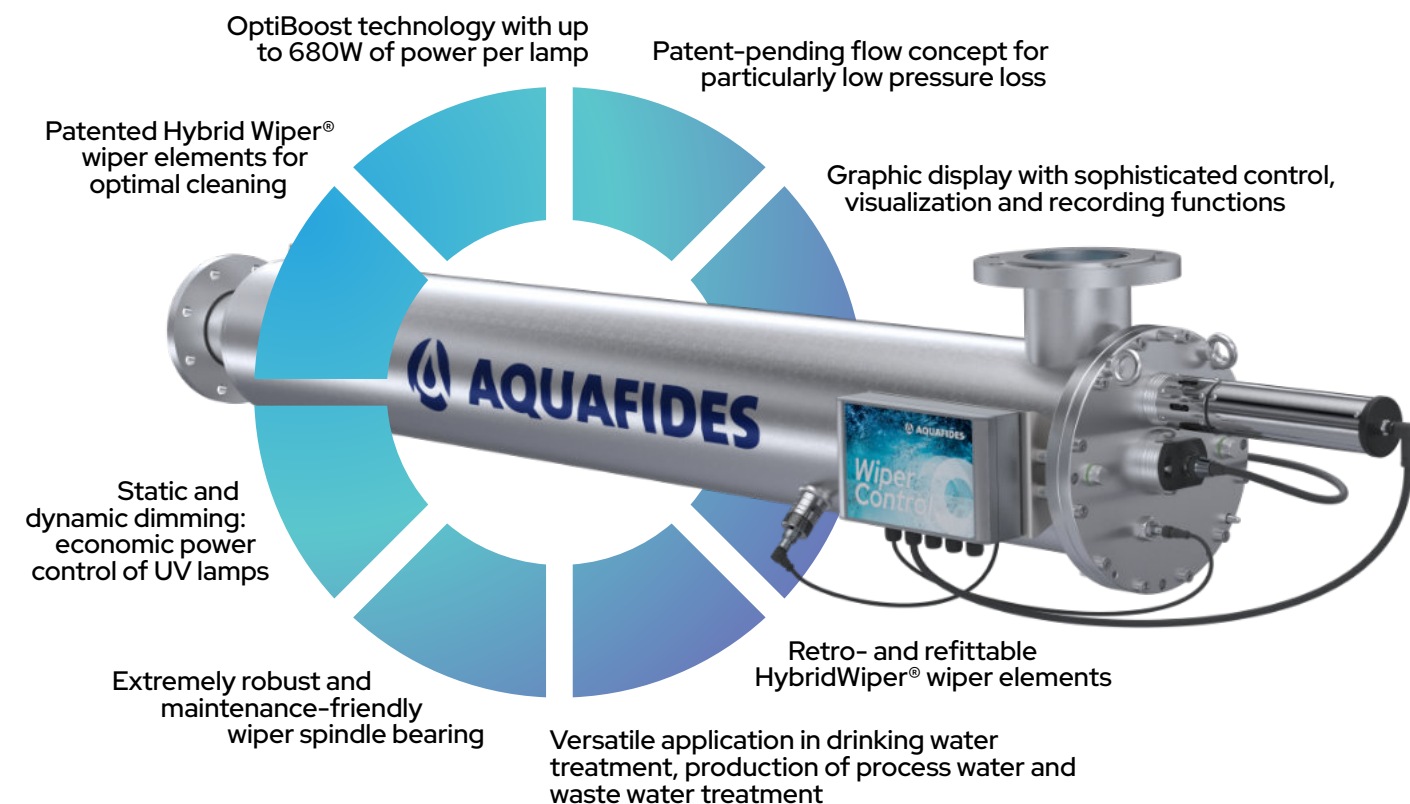 OptiBoost technology with up
to 680W of power per lamp
Patent-pending flow concept for
particularly low pressure loss
Patented Hybrid Wiper®
wiper elements for
optimal cleaning
Graphic display with sophisticated control,
visualization and recording functions
AQUAFIDES
AQUAFIDES
Wiper
Control
Static and
dynamic dimming:
economic power
control of UV lamps
Retro- and refittable
HybridWiper® wiper elements
Extremely robust and
maintenance-friendly
wiper spindle bearing
Versatile application in drinking water
treatment, production of process water and
waste water treatment